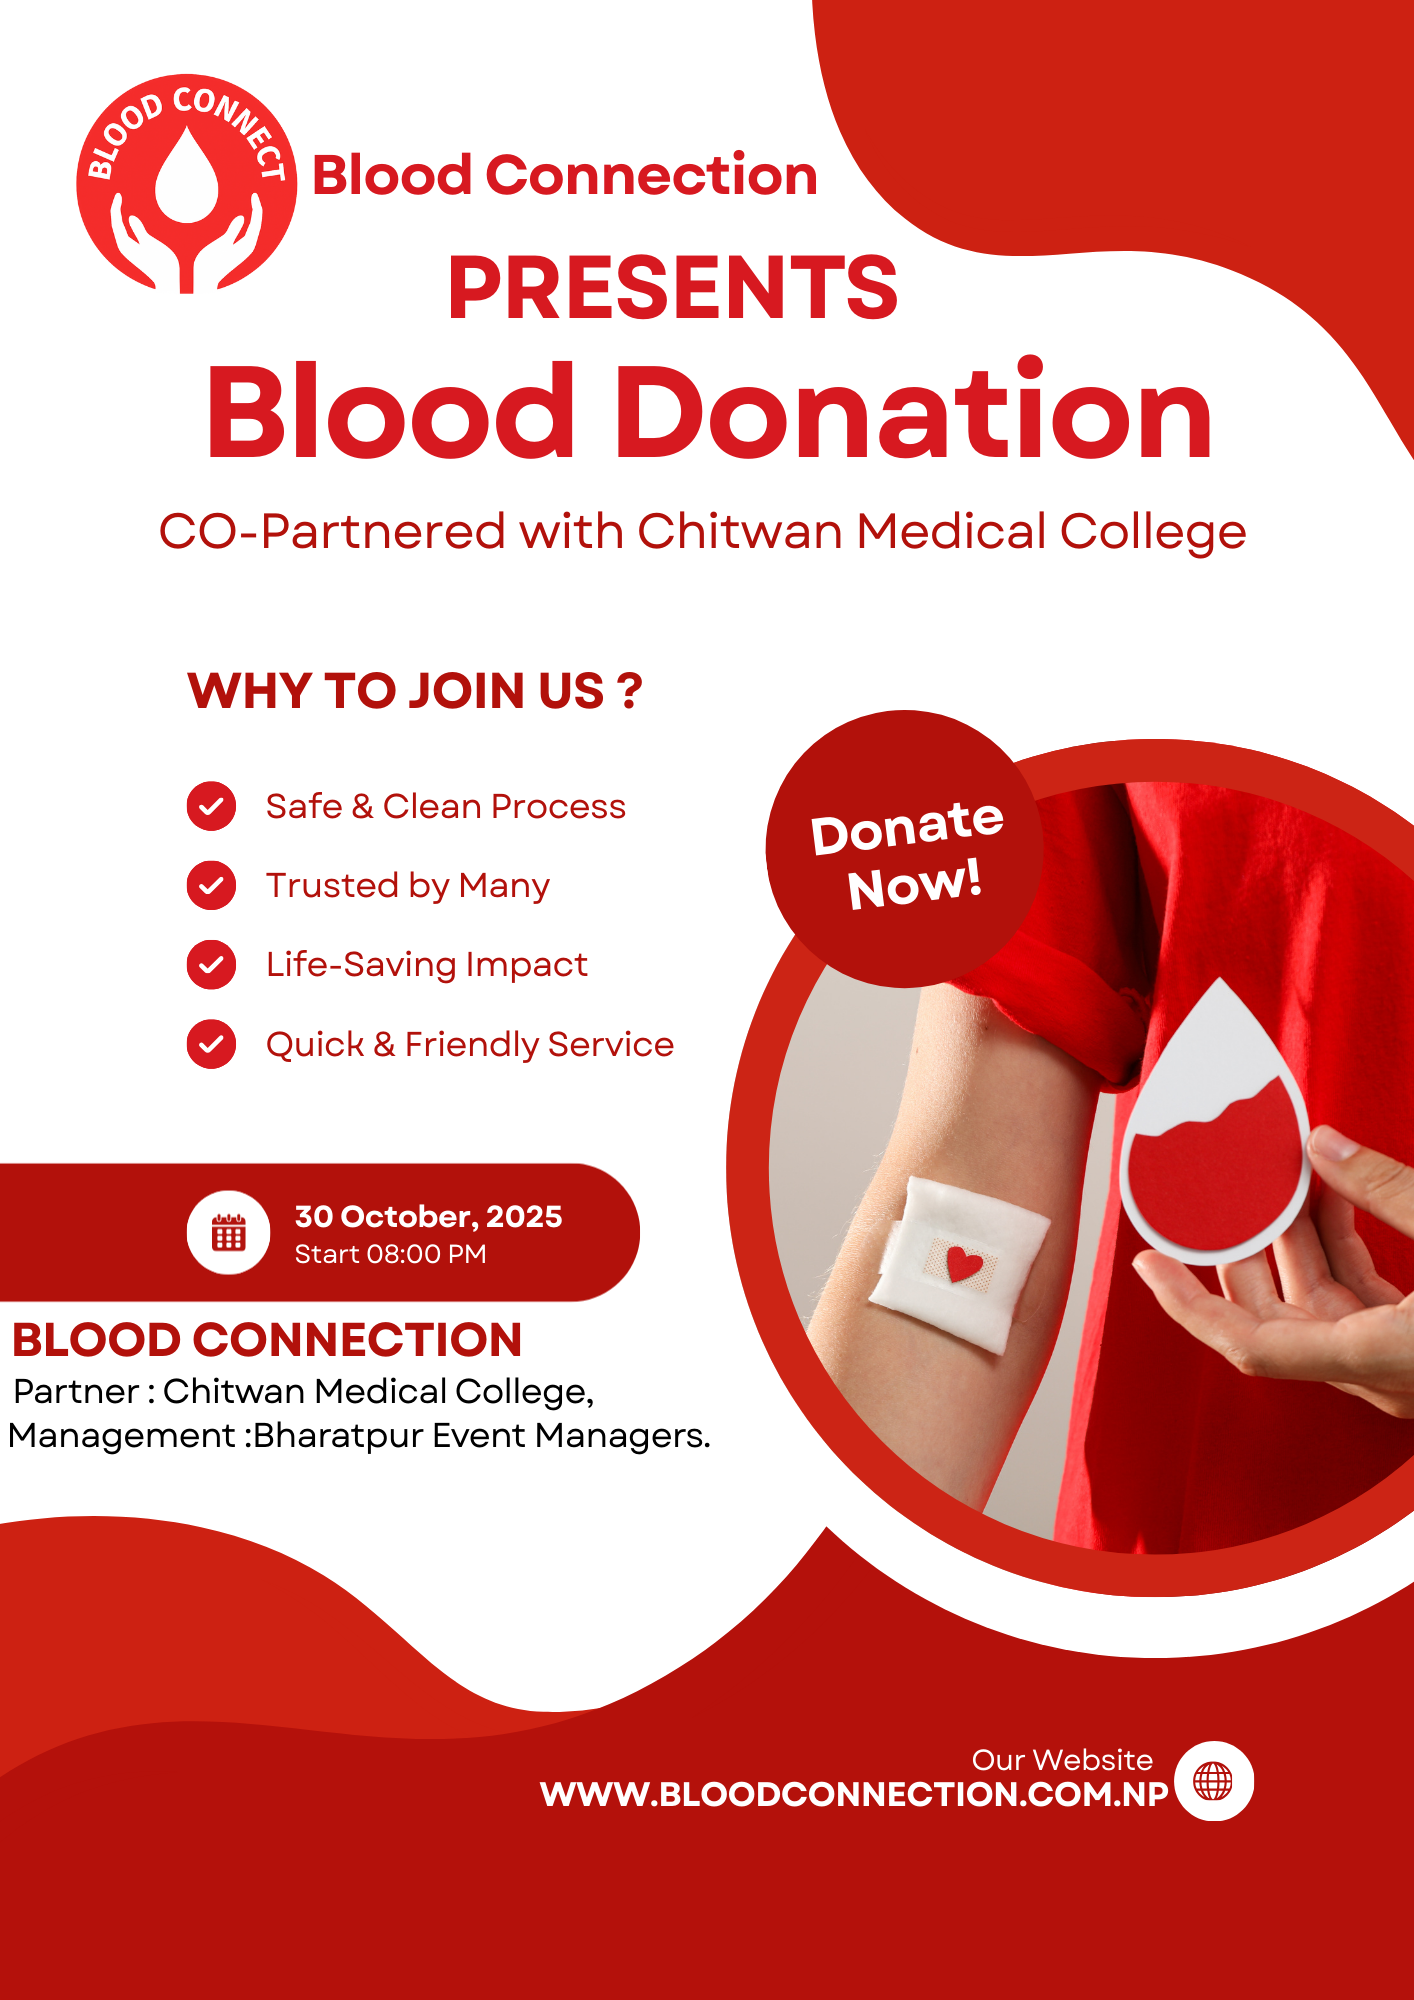 BLOOD CONNECT
Blood Connection
PRESENTS
Blood Donation
CO-Partnered with Chitwan Medical College
WHY TO JOIN US ?
Safe & Clean Process
Trusted by Many
Life-Saving Impact
Quick & Friendly Service
Donate
Now!
30 October, 2025
Start 08:00 PM
BLOOD CONNECTION
Partner : Chitwan Medical College,
Management :Bharatpur Event Managers.
Our Website
WWW.BLOODCONNECTION.COM.NP